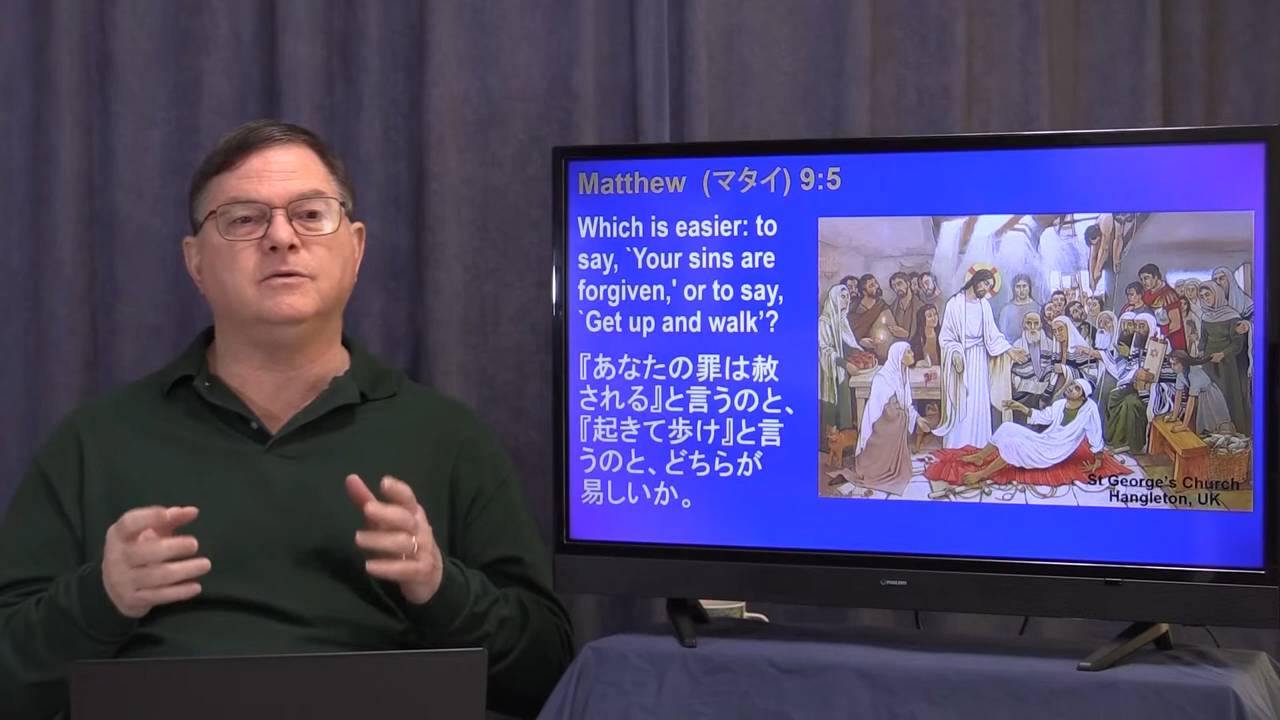 Matthew (マタイ) 9:5
Which is easier: to
say, `Your sins are
forgiven,' or to say,
`Get up and walk’?
『あなたの罪は赦
される』と言うのと、
『起きて歩け』と言
うのと、どちらが
易しいか。
St George’s Church
Hangleton, UK